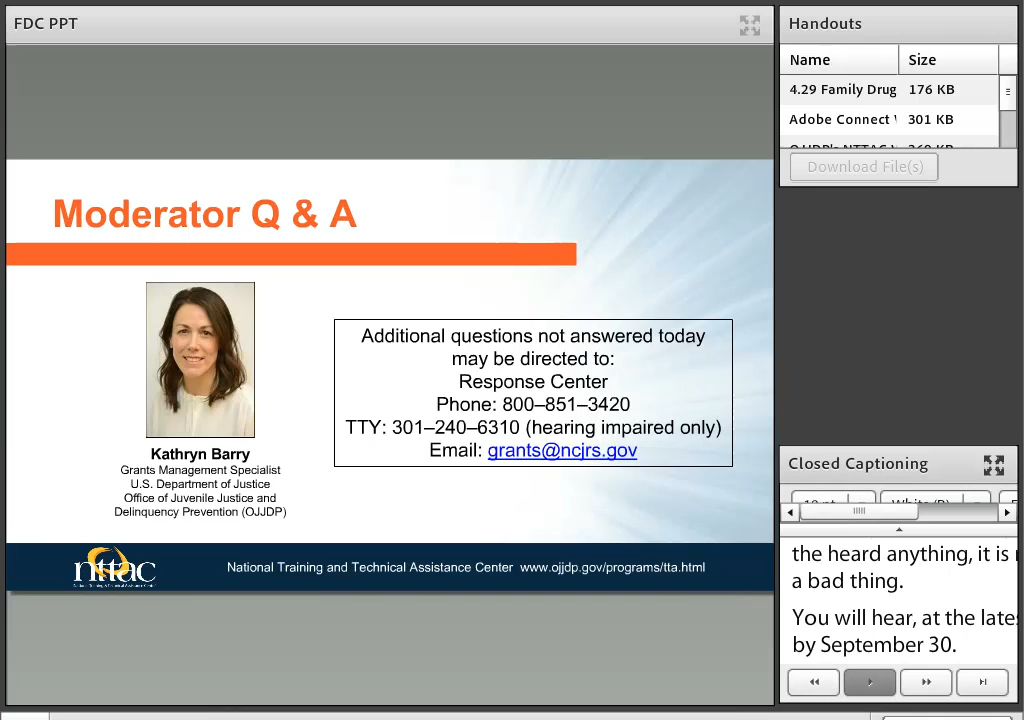 FDC PPT
Moderator Q & A
Kathryn Barry
Grants Management Specialist
U.S. Department of Justice
Office of Juvenile Justice and
Delinquency Prevention (OJJDP)
Additional questions not answered today
may be directed to:
Response Center
Phone: 800–851–3420
TTY: 301–240–6310 (hearing impaired only)
Email: grants@ncjrs.gov
nttac
National Training and Technical Assistance Center www.ojjdp.gov/programs/tta.html
Handouts
Name Size
4.29 Family Drug 176 KB
Adobe Connect 301 KB
Download File(s)
Closed Captioning
the heard anything, it is
a bad thing.
You will hear, at the late
by September 30.